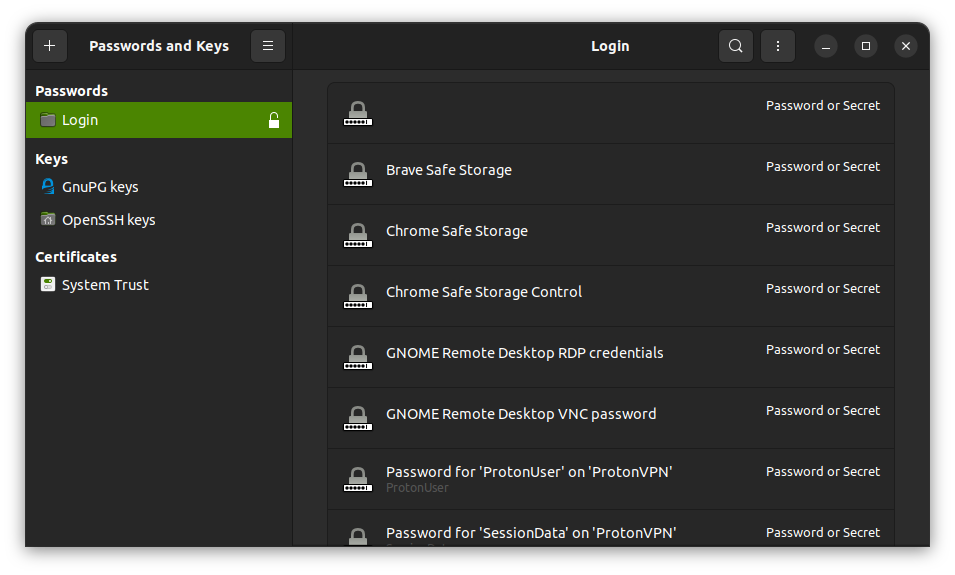 Passwords and Keys
Login
Passwords
Login
Keys
GnuPG keys
OpenSSH keys
Certificates
System Trust
Password or Secret
Brave Safe Storage
Password or Secret
Chrome Safe Storage
Password or Secret
Chrome Safe Storage Control
Password or Secret
GNOME Remote Desktop RDP credentials
Password or Secret
GNOME Remote Desktop VNC password
Password or Secret
Password for 'ProtonUser' on 'ProtonVPN'
Password or Secret
ProtonUser
Password for 'SessionData' on 'ProtonVPN'
Password or Secret